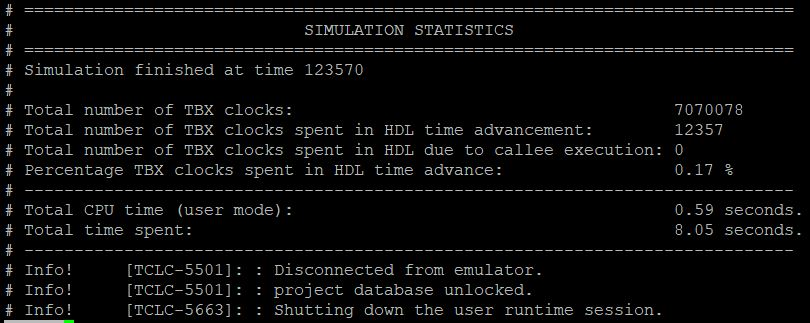 # =============================================================================
#                             SIMULATION STATISTICS
# =============================================================================
# Simulation finished at time 123570
#
# Total number of TBX clocks:                                      7070078
# Total number of TBX clocks spent in HDL time advancement:        12357
# Total number of TBX clocks spent in HDL due to callee execution: 0
# Percentage TBX clocks spent in HDL time advance:                 0.17 %
# -----------------------------------------------------------------------------
# Total CPU time (user mode):                                      0.59 seconds.
# Total time spent:                                                8.05 seconds.
# -----------------------------------------------------------------------------
# Info!     [TCLC-5501]: : Disconnected from emulator.
# Info!     [TCLC-5501]: : project database unlocked.
# Info!     [TCLC-5663]: : Shutting down the user runtime session.